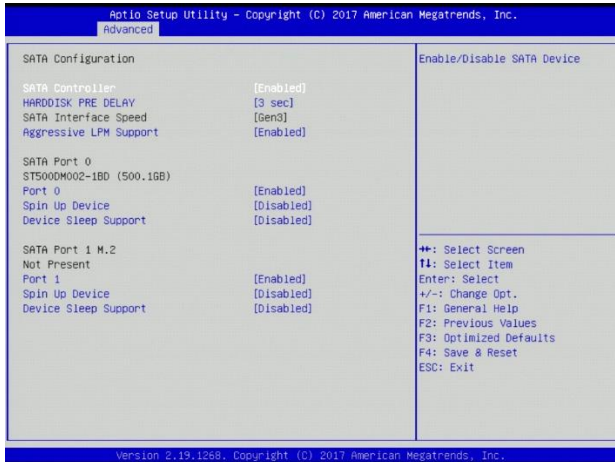 Aptio Setup Utility – Copyright (C) 2017 American Megatrends, Inc.
Advanced
SATA Configuration
SATA Controller [Enabled]
HARDDISK PRE DELAY [3 sec]
SATA Interface Speed [Gen3]
Aggressive LPM Support [Enabled]
SATA Port 0
ST500DM002-1BD (500.1GB)
Port 0 [Enabled]
Spin Up Device [Disabled]
Device Sleep Support [Disabled]
SATA Port 1 M.2
Not Present
Port 1 [Enabled]
Spin Up Device [Disabled]
Device Sleep Support [Disabled]
Enable/Disable SATA Device
→←: Select Screen
↑↓: Select Item
Enter: Select
+/-: Change Opt.
F1: General Help
F2: Previous Values
F3: Optimized Defaults
F4: Save & Reset
ESC: Exit
Version 2.19.1268. Copyright (C) 2017 American Megatrends, Inc.